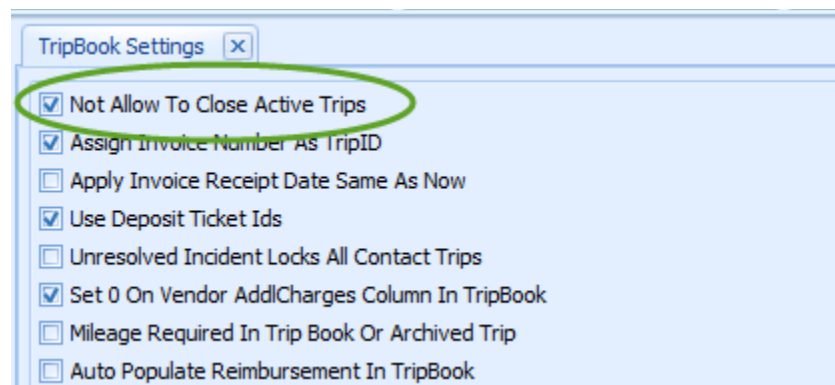 TripBook Settings
Not Allow To Close Active Trips
Assign Invoice Number As TripID
Apply Invoice Receipt Date Same As Now
Use Deposit Ticket Ids
Unresolved Incident Locks All Contact Trips
Set 0 On Vendor AddlCharges Column In TripBook
Mileage Required In Trip Book Or Archived Trip
Auto Populate Reimbursement In TripBook